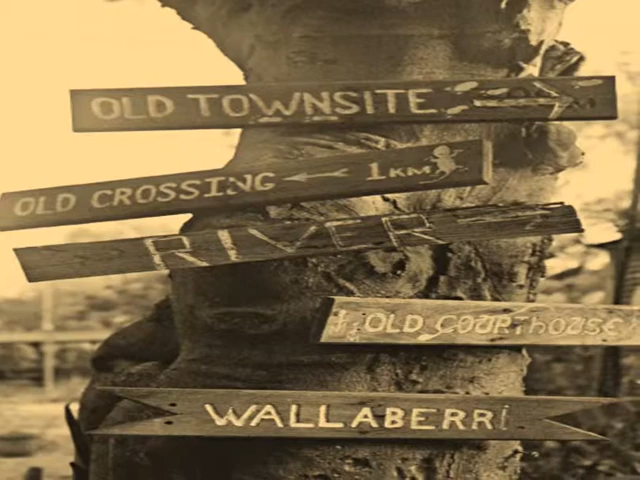 OLD TOWNSITE
OLD CROSSING ← 1KM
RIVER
OLD COURThOUSE
WALLABERRI